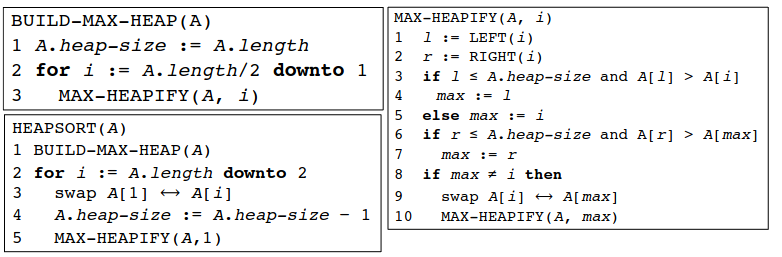 BUILD-MAX-HEAP(A)
1 A.heap-size := A.length
2 for i := A.length/2 downto 1
3 MAX-HEAPIFY(A, i)
HEAPSORT(A)
1 BUILD-MAX-HEAP(A)
2 for i := A.length downto 2
3 swap A[1] ↔ A[i]
4 A.heap-size := A.heap-size − 1
5 MAX-HEAPIFY(A,1)
MAX-HEAPIFY(A, i)
1 l := LEFT(i)
2 r := RIGHT(i)
3 if l ≤ A.heap-size and A[l] > A[i]
4 max := l
5 else max := i
6 if r ≤ A.heap-size and A[r] > A[max]
7 max := r
8 if max ≠ i then
9 swap A[i] ↔ A[max]
10 MAX-HEAPIFY(A, max)